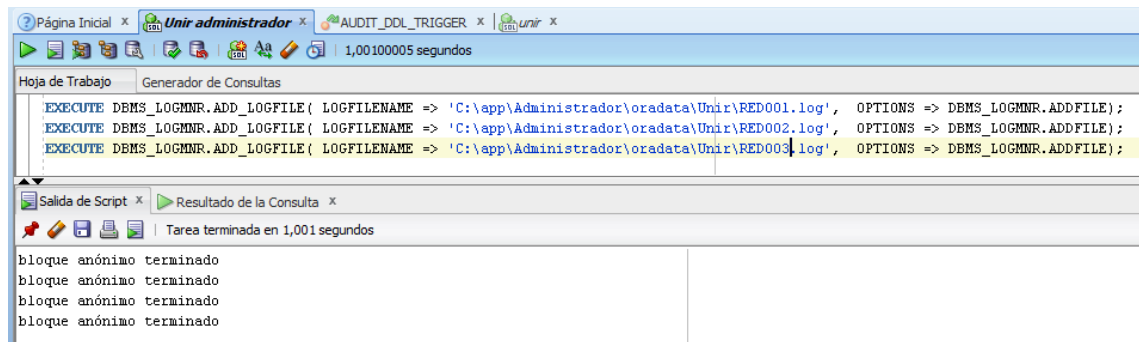 Página Inicial x Unir administrador x AUDIT_DDL_TRIGGER x unir x
1,00100005 segundos
Hoja de Trabajo Generador de Consultas
EXECUTE DBMS_LOGMNR.ADD_LOGFILE( LOGFILENAME => 'C:\app\Administrador\oradata\Unir\RED001.log', OPTIONS => DBMS_LOGMNR.ADDFILE);
EXECUTE DBMS_LOGMNR.ADD_LOGFILE( LOGFILENAME => 'C:\app\Administrador\oradata\Unir\RED002.log', OPTIONS => DBMS_LOGMNR.ADDFILE);
EXECUTE DBMS_LOGMNR.ADD_LOGFILE( LOGFILENAME => 'C:\app\Administrador\oradata\Unir\RED003.log', OPTIONS => DBMS_LOGMNR.ADDFILE);
Salida de Script x Resultado de la Consulta x
Tarea terminada en 1,001 segundos
bloque anónimo terminado
bloque anónimo terminado
bloque anónimo terminado
bloque anónimo terminado